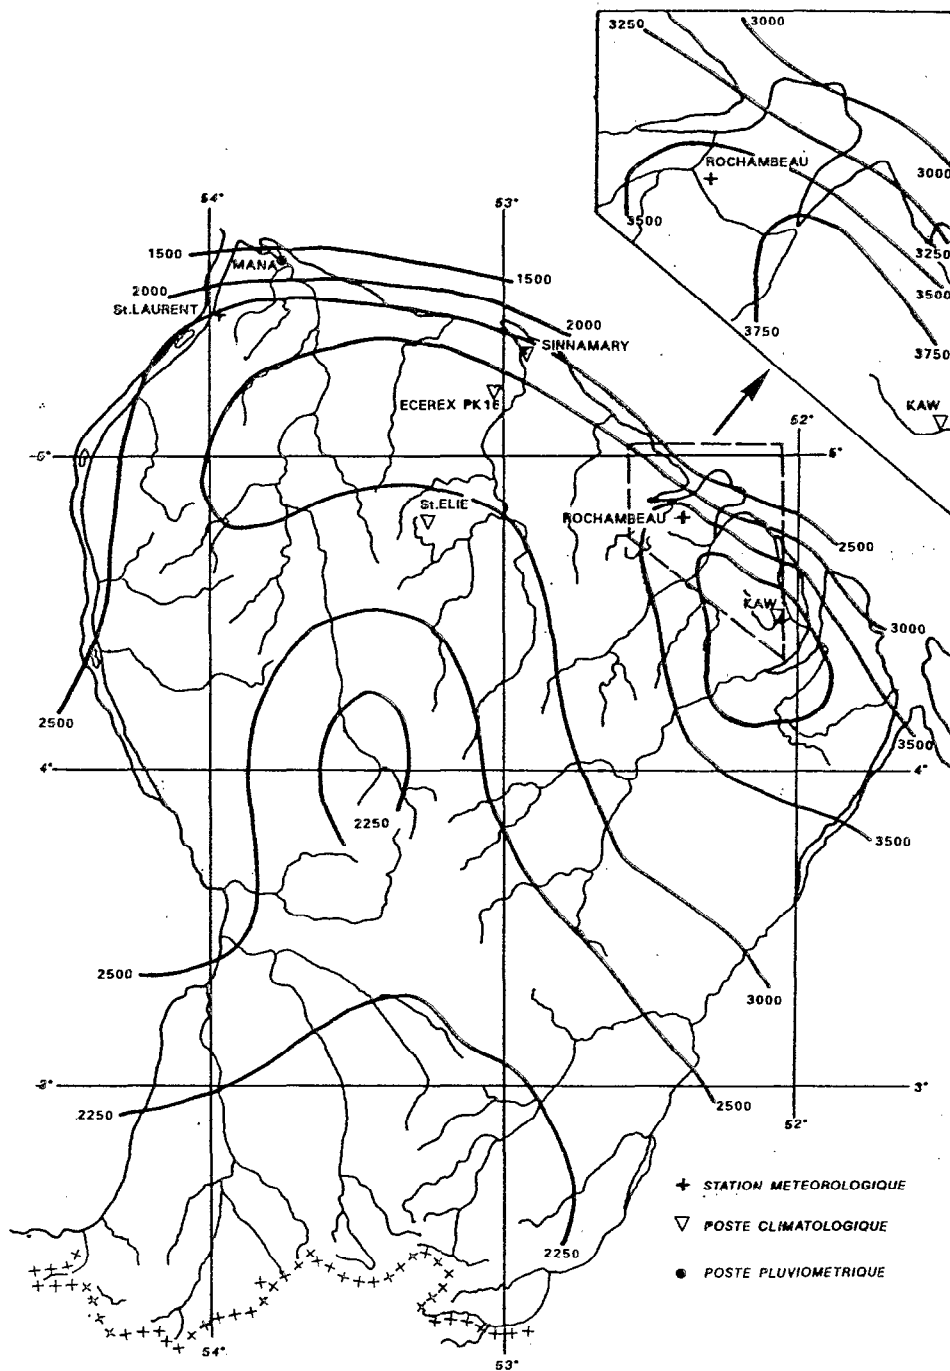 3250
3000
ROCHAMBEAU
3000
3500
3250
3500
3750
3750
KAW
54°
53°
1500
MANA
1500
2000
St.LAURENT
2000
SINNAMARY
ECEREX PK16
52°
5°
5°
St.ELIE
ROCHAMBEAU
2500
KAW
3000
2500
3500
4°
4°
2250
3500
2500
3000
3°
3°
2250
2500
52°
STATION METEOROLOGIQUE
POSTE CLIMATOLOGIQUE
2250
POSTE PLUVIOMETRIQUE
54°
53°